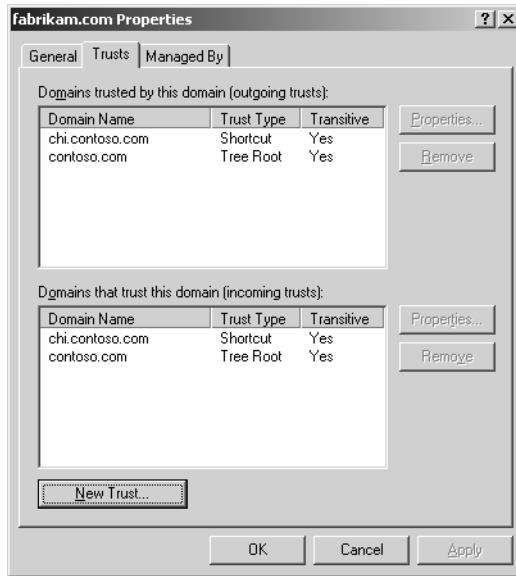 fabrikam.com Properties ? x
General Trusts Managed By
Domains trusted by this domain (outgoing trusts):
Domain Name Trust Type Transitive Properties...
chi.contoso.com Shortcut Yes
contoso.com Tree Root Yes Remove
Domains that trust this domain (incoming trusts):
Domain Name Trust Type Transitive Properties...
chi.contoso.com Shortcut Yes
contoso.com Tree Root Yes Remove
New Trust...
OK Cancel Apply